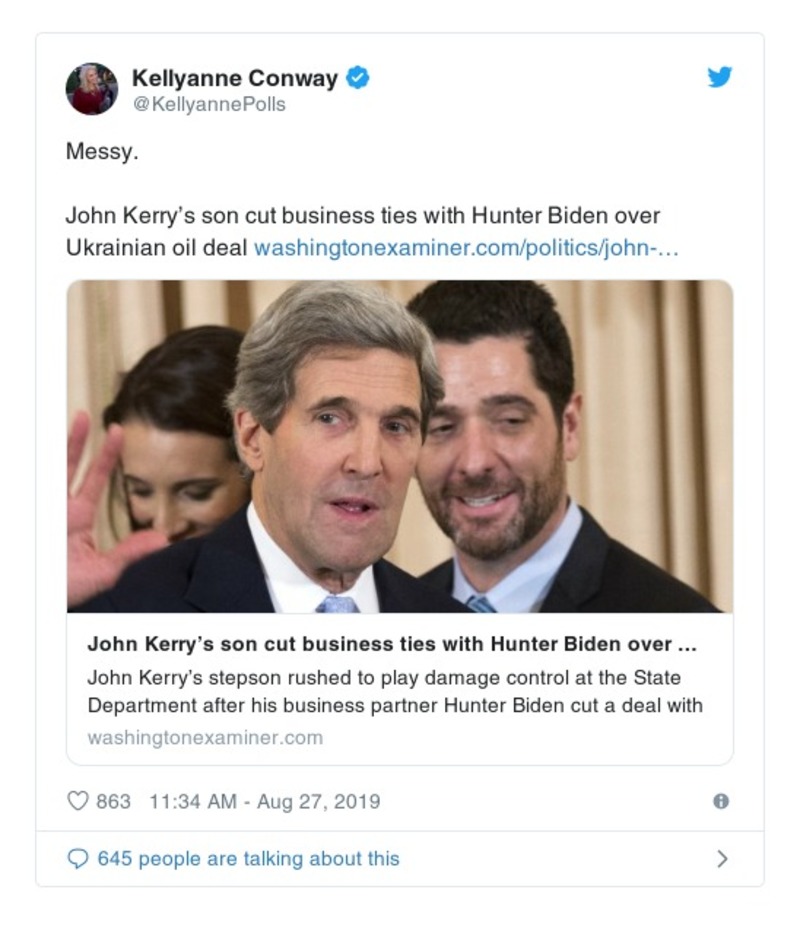 Kellyanne Conway
@KellyannePolls
Messy.
John Kerry’s son cut business ties with Hunter Biden over
Ukrainian oil deal washingtonexaminer.com/politics/john-…
John Kerry’s son cut business ties with Hunter Biden over …
John Kerry’s stepson rushed to play damage control at the State
Department after his business partner Hunter Biden cut a deal with
washingtonexaminer.com
863 11:34 AM - Aug 27, 2019
645 people are talking about this